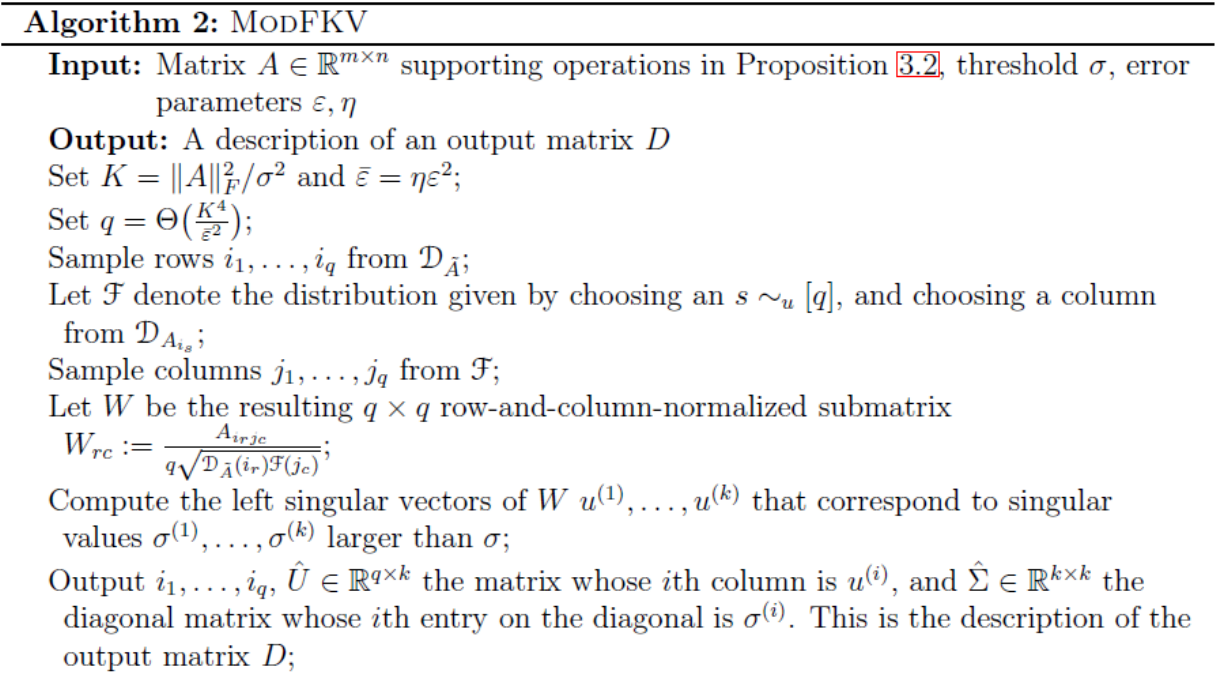 Algorithm 2: MODFKV
Input: Matrix A ∈ ℝ^{m×n} supporting operations in Proposition 3.2, threshold σ, error
parameters ε, η
Output: A description of an output matrix D
Set K = ‖A‖_F^2/σ^2 and ε̄ = ηε^2;
Set q = Θ(K^4/ε̄^2);
Sample rows i_1, . . . , i_q from 𝒟_Ã;
Let ℱ denote the distribution given by choosing an s ∼_u [q], and choosing a column
from 𝒟_{A_{i_s}};
Sample columns j_1, . . . , j_q from ℱ;
Let W be the resulting q × q row-and-column-normalized submatrix
W_{rc} := A_{i_r j_c} / (q√(𝒟_Ã(i_r)ℱ(j_c)));
Compute the left singular vectors of W u^{(1)}, . . . , u^{(k)} that correspond to singular
values σ^{(1)}, . . . , σ^{(k)} larger than σ;
Output i_1, . . . , i_q, Û ∈ ℝ^{q×k} the matrix whose ith column is u^{(i)}, and Σ̂ ∈ ℝ^{k×k} the
diagonal matrix whose ith entry on the diagonal is σ^{(i)}. This is the description of the
output matrix D;